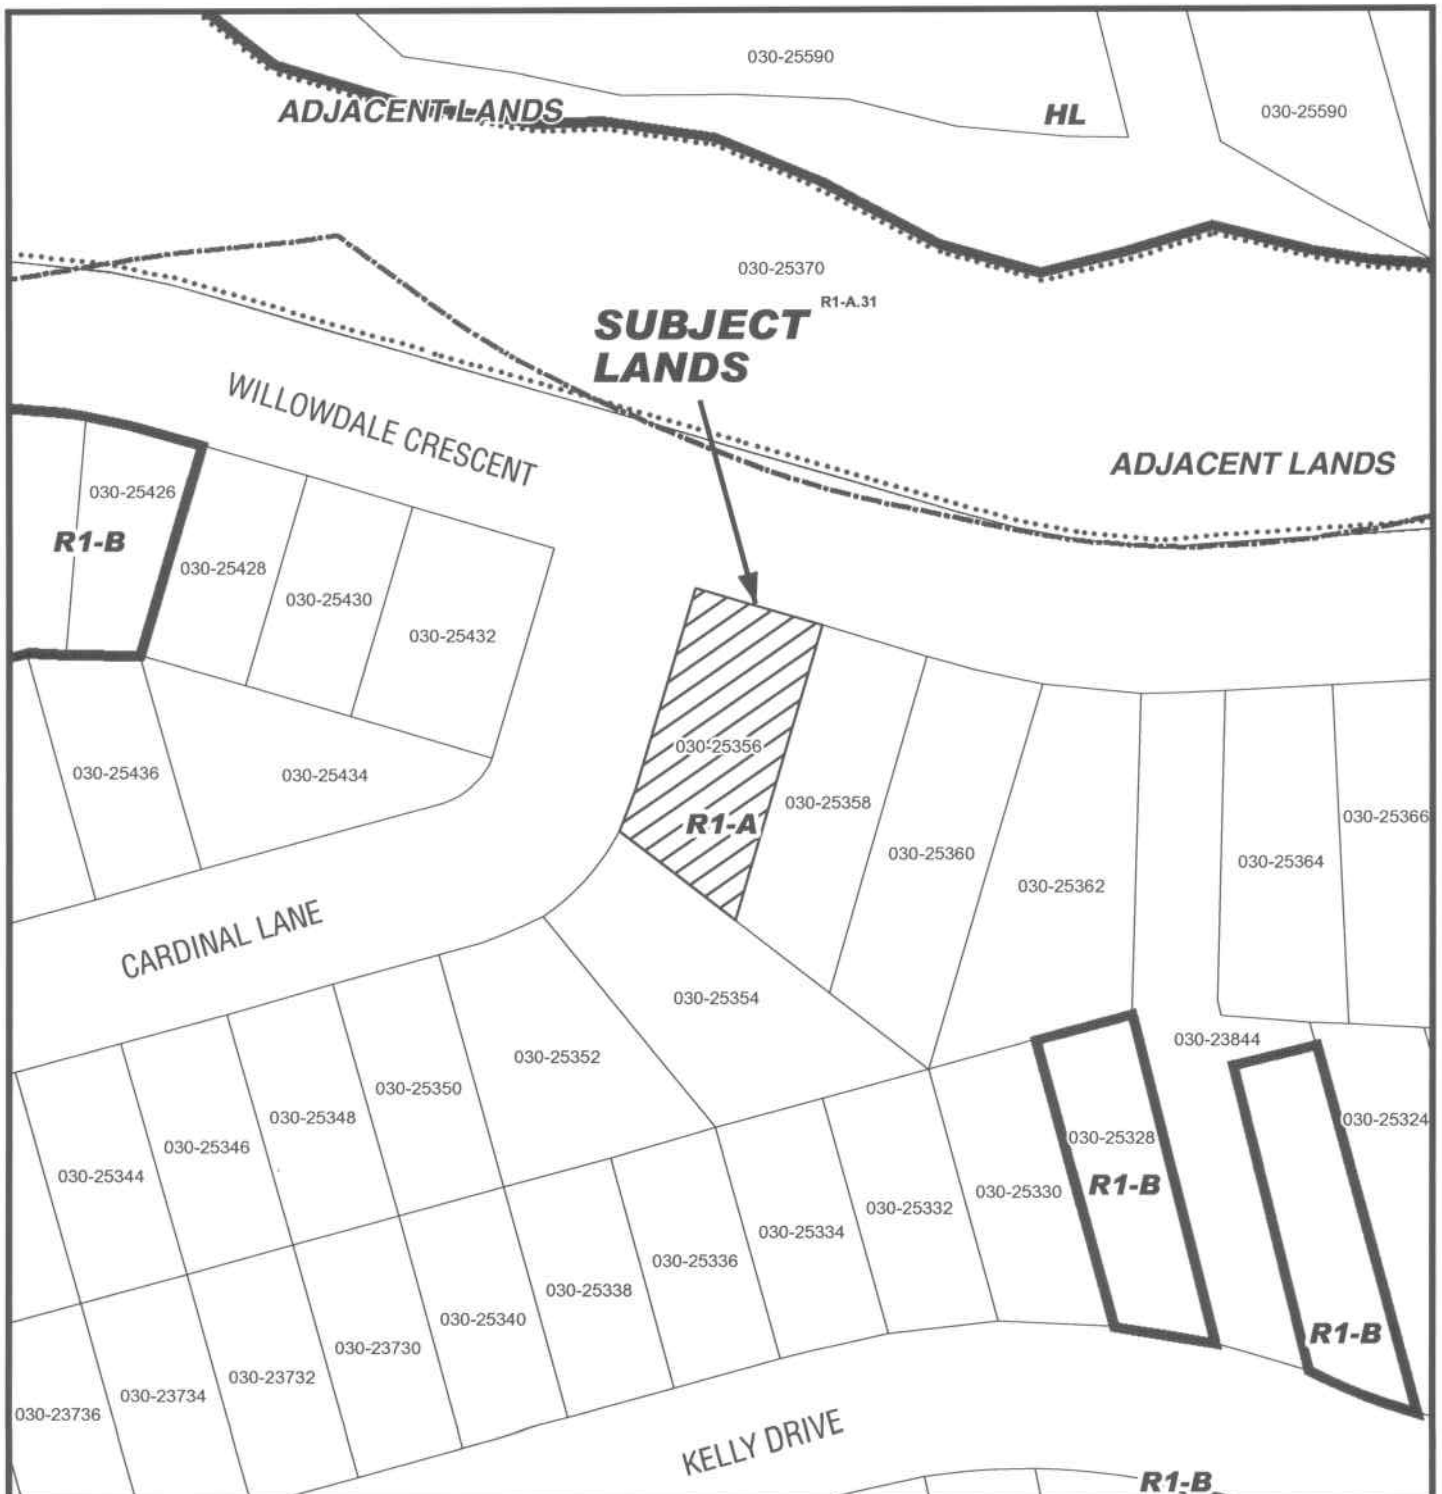 030-25590
ADJACENT LANDS
HL
030-25590
030-25370
R1-A.31
SUBJECT
LANDS
WILLOWDALE CRESCENT
ADJACENT LANDS
030-25426
R1-B
030-25428
030-25430
030-25432
030-25356
030-25436
030-25434
030-25358
R1-A
030-25366
030-25360
030-25364
030-25362
CARDINAL LANE
030-25354
030-23844
030-25352
030-25350
030-25348
030-25346
030-25344
030-25324
030-25328
R1-B
030-25330
030-25332
030-25334
030-25336
030-25338
030-25340
R1-B
030-23730
030-23732
030-23734
030-23736
KELLY DRIVE
R1-B